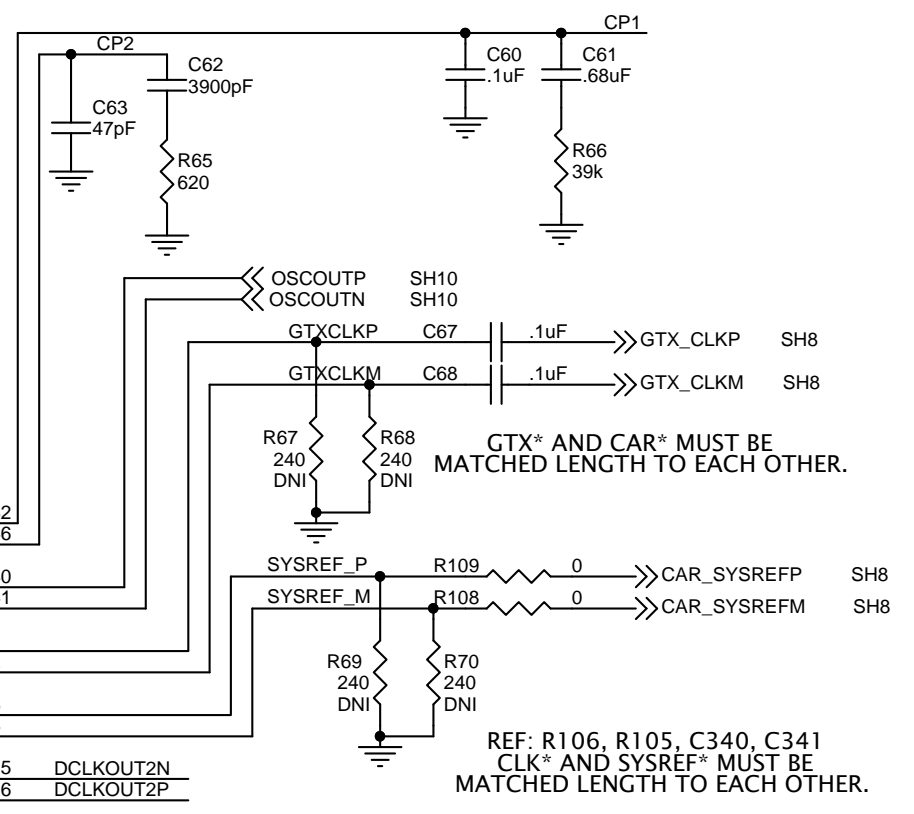 CP1
CP2
C60
.1uF
C61
.68uF
C62
3900pF
C63
47pF
R65
620
R66
39k
OSCOUTP SH10
OSCOUTN SH10
GTXCLKP C67 .1uF GTX_CLKP SH8
GTXCLKM C68 .1uF GTX_CLKM SH8
R67
240
DNI
R68
240
DNI
GTX* AND CAR* MUST BE
MATCHED LENGTH TO EACH OTHER.
2
6
0
1
SYSREF_P R109 0 CAR_SYSREFP SH8
SYSREF_M R108 0 CAR_SYSREFM SH8
R69
240
DNI
R70
240
DNI
REF: R106, R105, C340, C341
CLK* AND SYSREF* MUST BE
MATCHED LENGTH TO EACH OTHER.
5 DCLKOUT2N
6 DCLKOUT2P